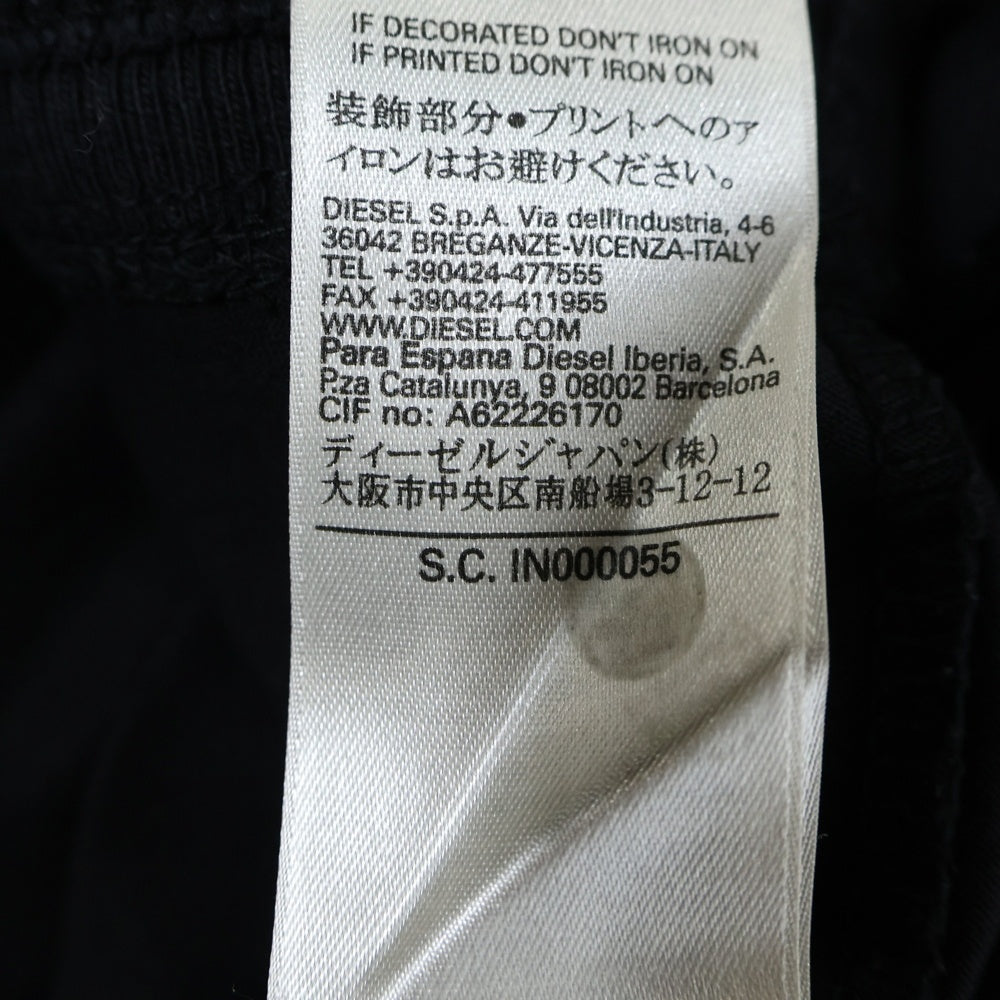 IF DECORATED DON'T IRON ON
IF PRINTED DON'T IRON ON
装飾部分●プリントへのア
イロンはお避けください。
DIESEL S.p.A. Via dell'Industria, 4-6
36042 BREGANZE-VICENZA-ITALY
TEL +390424-477555
FAX +390424-411955
WWW.DIESEL.COM
Para Espana Diesel Iberia, S.A.
P.za Catalunya, 9 08002 Barcelona
CIF no: A62226170
ディーゼルジャパン(株)
大阪市中央区南船場3-12-12
S.C. IN000055